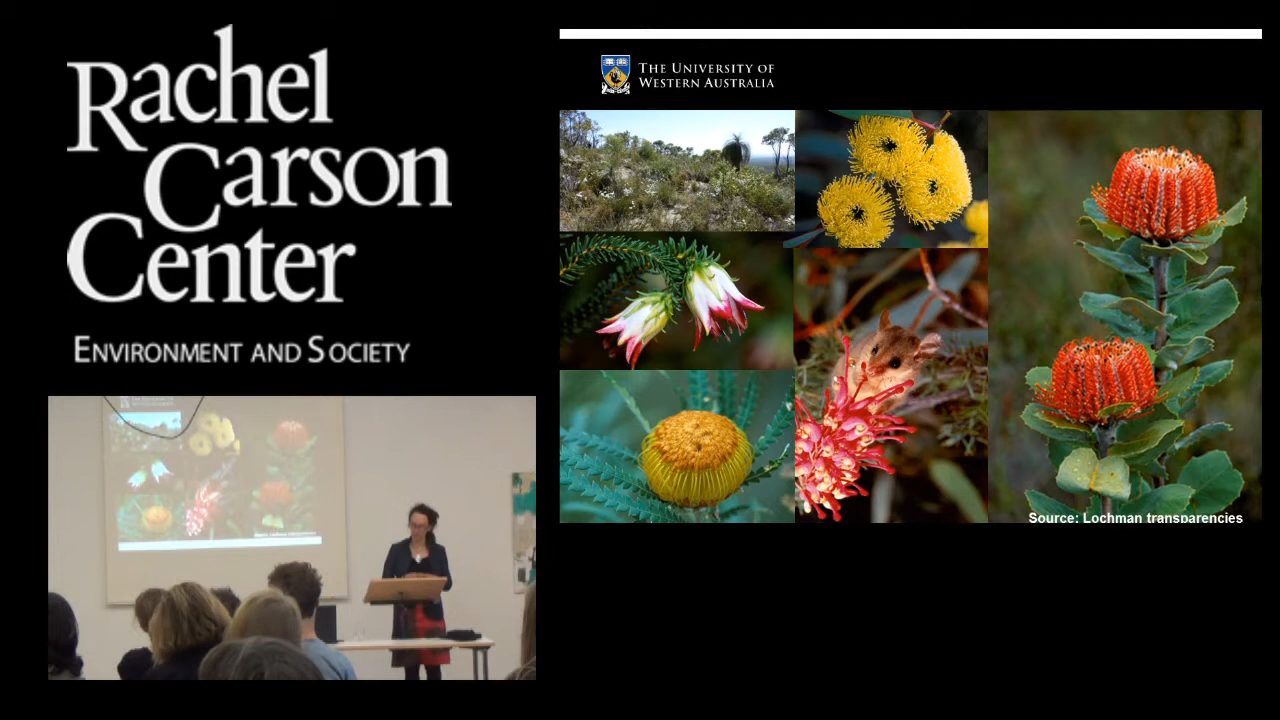 Rachel
Carson
Center
ENVIRONMENT AND SOCIETY
THE UNIVERSITY OF
WESTERN AUSTRALIA
Source: Lochman transparencies